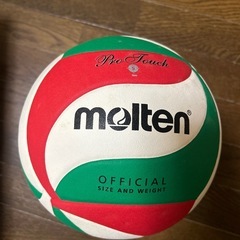 Pro Touch
molten
OFFICIAL
SIZE AND WEIGHT